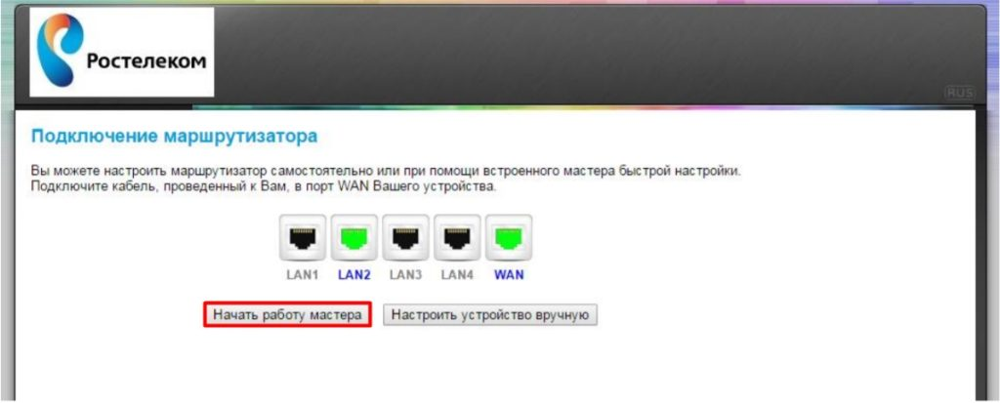 Ростелеком
RUS
Подключение маршрутизатора
Вы можете настроить маршрутизатор самостоятельно или при помощи встроенного мастера быстрой настройки.
Подключите кабель, проведенный к Вам, в порт WAN Вашего устройства.
LAN1 LAN2 LAN3 LAN4 WAN
Начать работу мастера Настроить устройство вручную